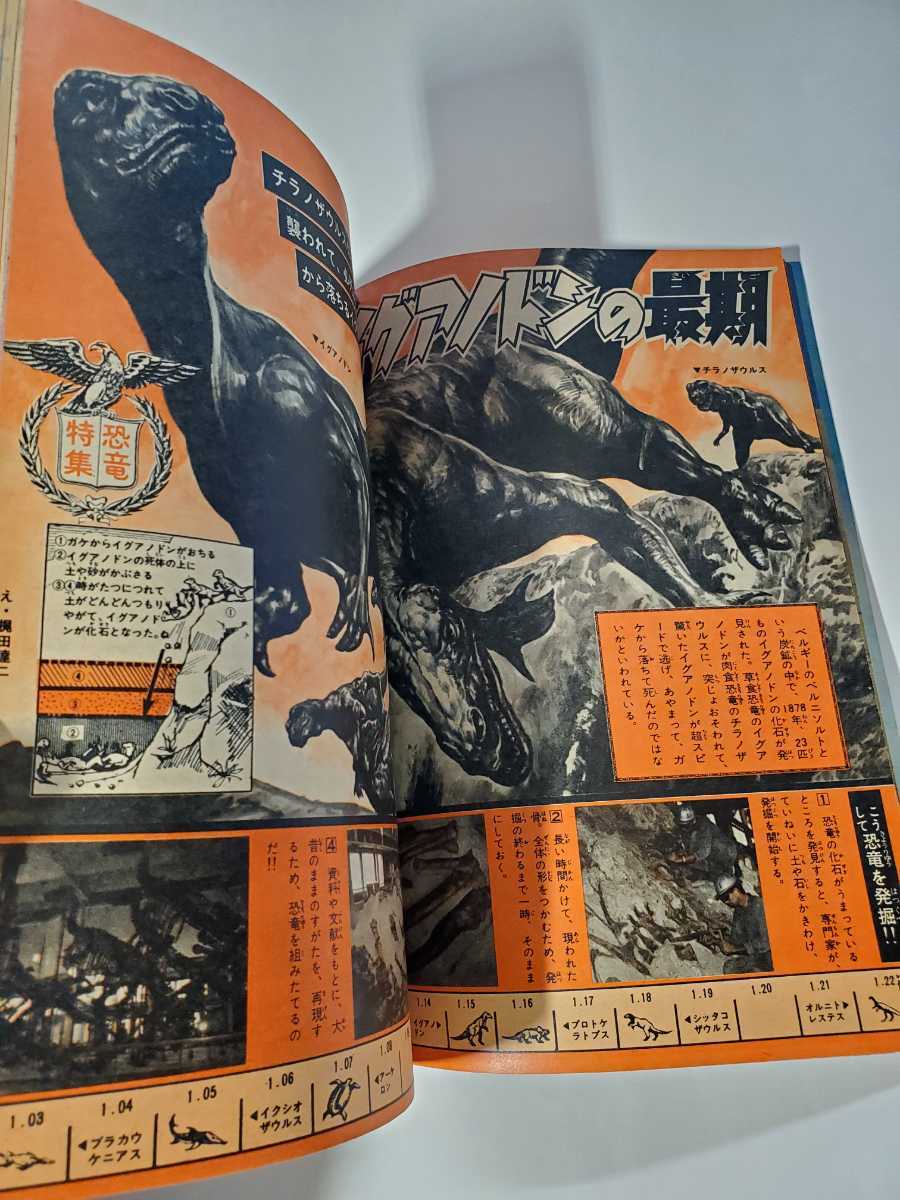 イグアノドンの最期
チラノザウルス
襲われて、
から落ちる
▼イグアノドン
▼チラノザウルス
恐竜
特集
①ガケからイグアノドンがおちる
②イグアノドンの死体の上に
土や砂がかぶさる
③④時がたつにつれて
土がどんどんつもり
やがて、イグアノド
ンが化石となった。
①
④
③
②
え・梶田達二
ベルギーのベルニンルトと
いう炭鉱の中で、1878年、23匹
ものイグアノドンの化石が発
見された。草食恐竜のイグア
ノドンが肉食恐竜のチラノザ
ウルスに、突じょおそわれて、
驚いたイグアノドンが超スピ
ードで逃げ、あやまって、ガ
ケから落ちて死んだのではな
いかといわれている。
こうして恐竜を発掘!!
1 恐竜の化石がうまっている
ところを発見すると、専門家が、
ていねいに土や石をかきわけ、
発掘を開始する。
2 長い時間かけて、現われた
骨、全体の形をつかむため、発
掘の終わるまで一時、そのまま
にしておく。
4 資料や文献をもとに、大
昔のままのすがたを、再現す
るため、恐竜を組みたてるの
だ!!
1.03
1.04
◀プラカウ
ケニアス
1.05
1.06
◀イクシオ
ザウルス
1.07
1.08
◀アーケ
ロン
1.14
イグアノ▶
ドン
1.15
1.16
1.17
◀プロトケ
ラトプス
1.18
1.19
◀シッタコ
ザウルス
1.20
1.21
オルニト▶
レステス
1.22